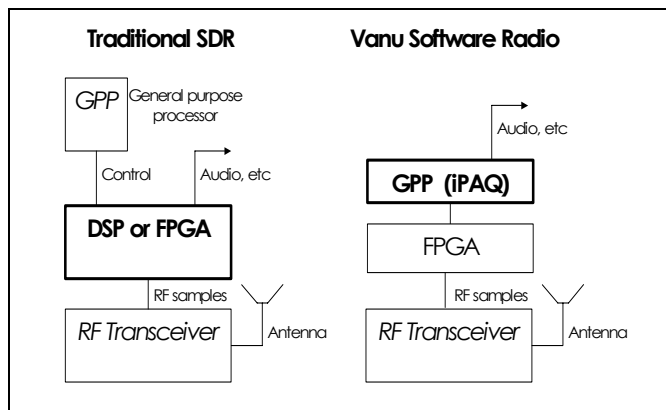 Traditional SDR
GPP
General purpose
processor
Control
Audio, etc
DSP or FPGA
RF samples
RF Transceiver
Antenna
Vanu Software Radio
Audio, etc
GPP (iPAQ)
FPGA
RF samples
RF Transceiver
Antenna